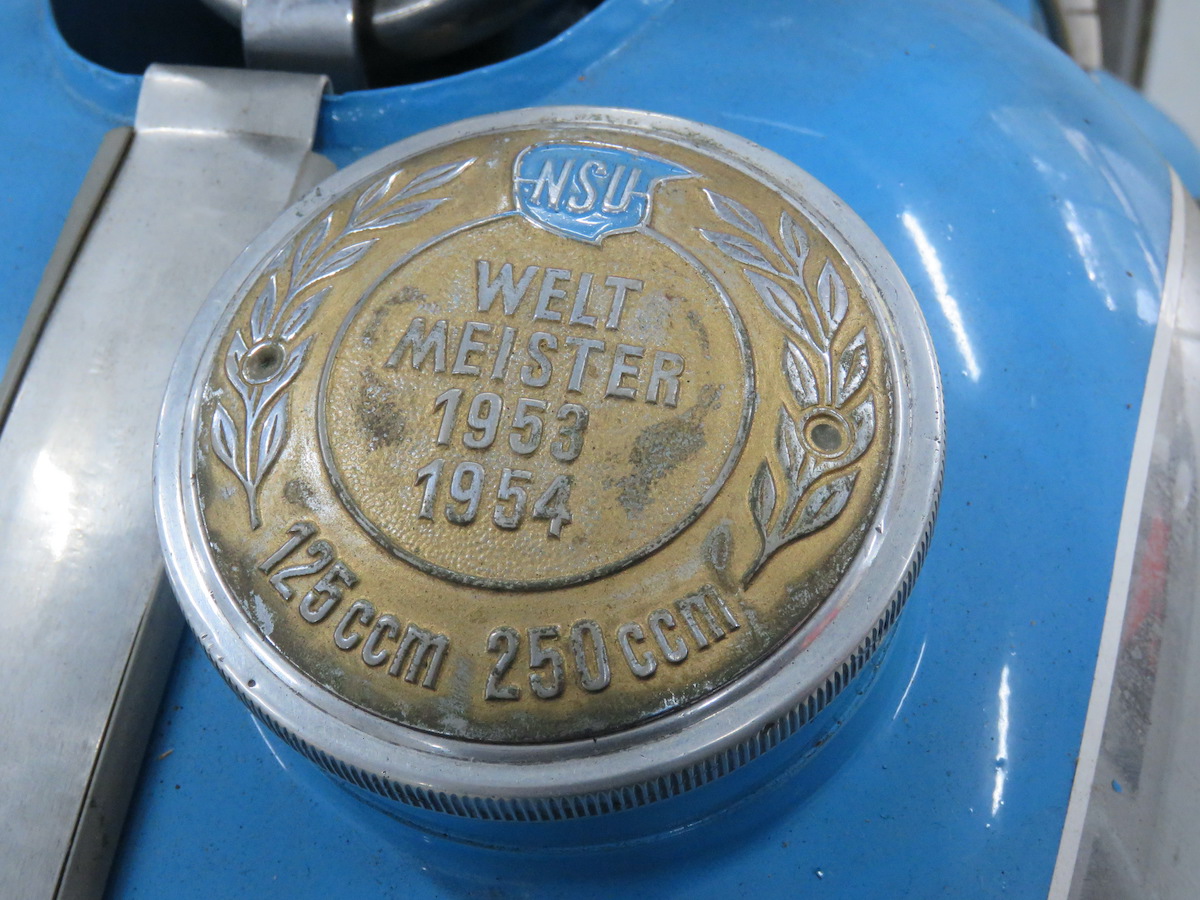 NSU
WELT
MEISTER
1953
1954
125ccm 250ccm